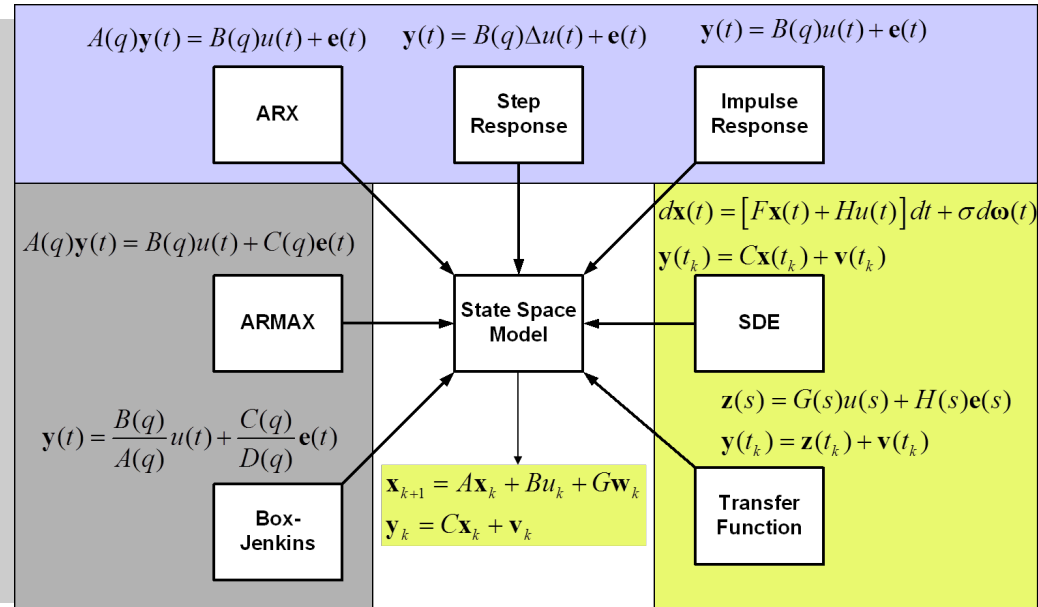 A(q)y(t) = B(q)u(t) + e(t)
y(t) = B(q)Δu(t) + e(t)
y(t) = B(q)u(t) + e(t)
ARX
Step
Response
Impulse
Response
A(q)y(t) = B(q)u(t) + C(q)e(t)
dx(t) = [Fx(t) + Hu(t)]dt + σdω(t)
y(t_k) = Cx(t_k) + v(t_k)
ARMAX
State Space
Model
SDE
y(t) = B(q)/A(q) u(t) + C(q)/D(q) e(t)
z(s) = G(s)u(s) + H(s)e(s)
y(t_k) = z(t_k) + v(t_k)
x_{k+1} = Ax_k + Bu_k + Gw_k
y_k = Cx_k + v_k
Box-
Jenkins
Transfer
Function